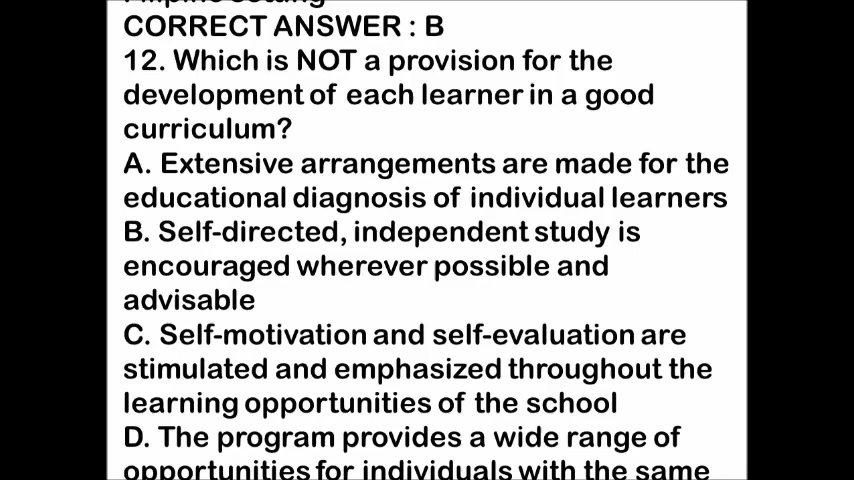 CORRECT ANSWER : B
12. Which is NOT a provision for the
development of each learner in a good
curriculum?
A. Extensive arrangements are made for the
educational diagnosis of individual learners
B. Self-directed, independent study is
encouraged wherever possible and
advisable
C. Self-motivation and self-evaluation are
stimulated and emphasized throughout the
learning opportunities of the school
D. The program provides a wide range of
opportunities for individuals with the same